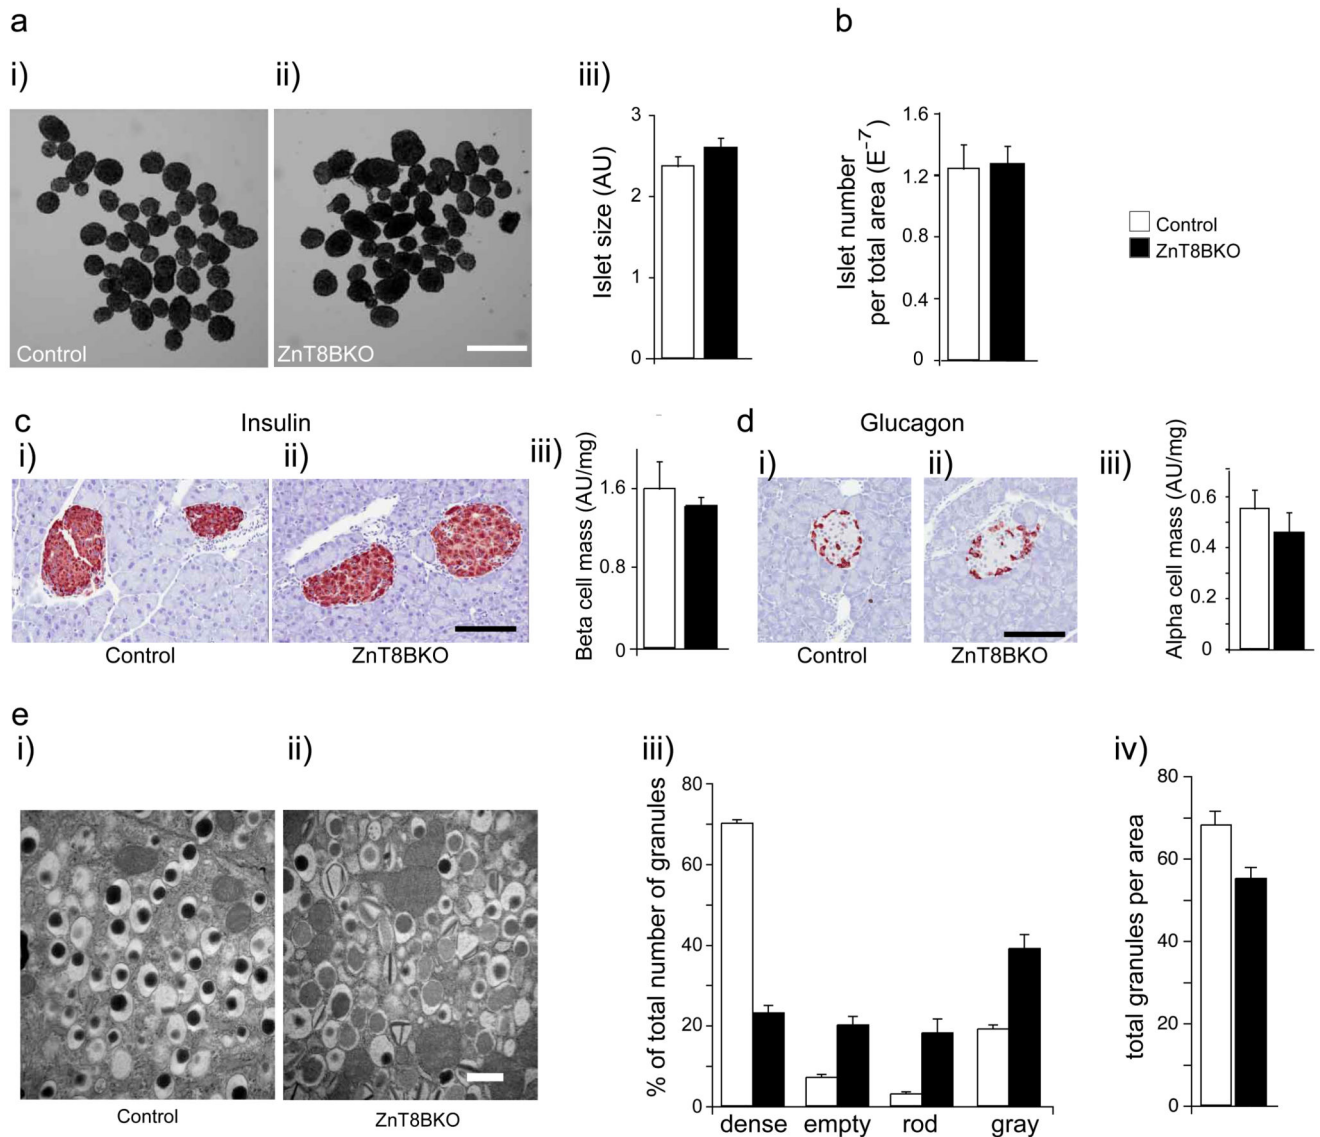 a
b
i)
ii)
iii)
Control
ZnT8BKO
Islet size (AU)
3
2
1
0
Islet number
per total area (E⁻⁷)
1.6
1.2
0.8
0.4
0
Control
ZnT8BKO
c
Insulin
i)
ii)
iii)
Control
ZnT8BKO
Beta cell mass (AU/mg)
1.6
0.8
0
d
Glucagon
i)
ii)
iii)
Control
ZnT8BKO
Alpha cell mass (AU/mg)
0.6
0.4
0.2
0
e
i)
ii)
iii)
iv)
Control
ZnT8BKO
% of total number of granules
80
60
40
20
0
dense empty rod gray
total granules per area
80
60
40
20
0